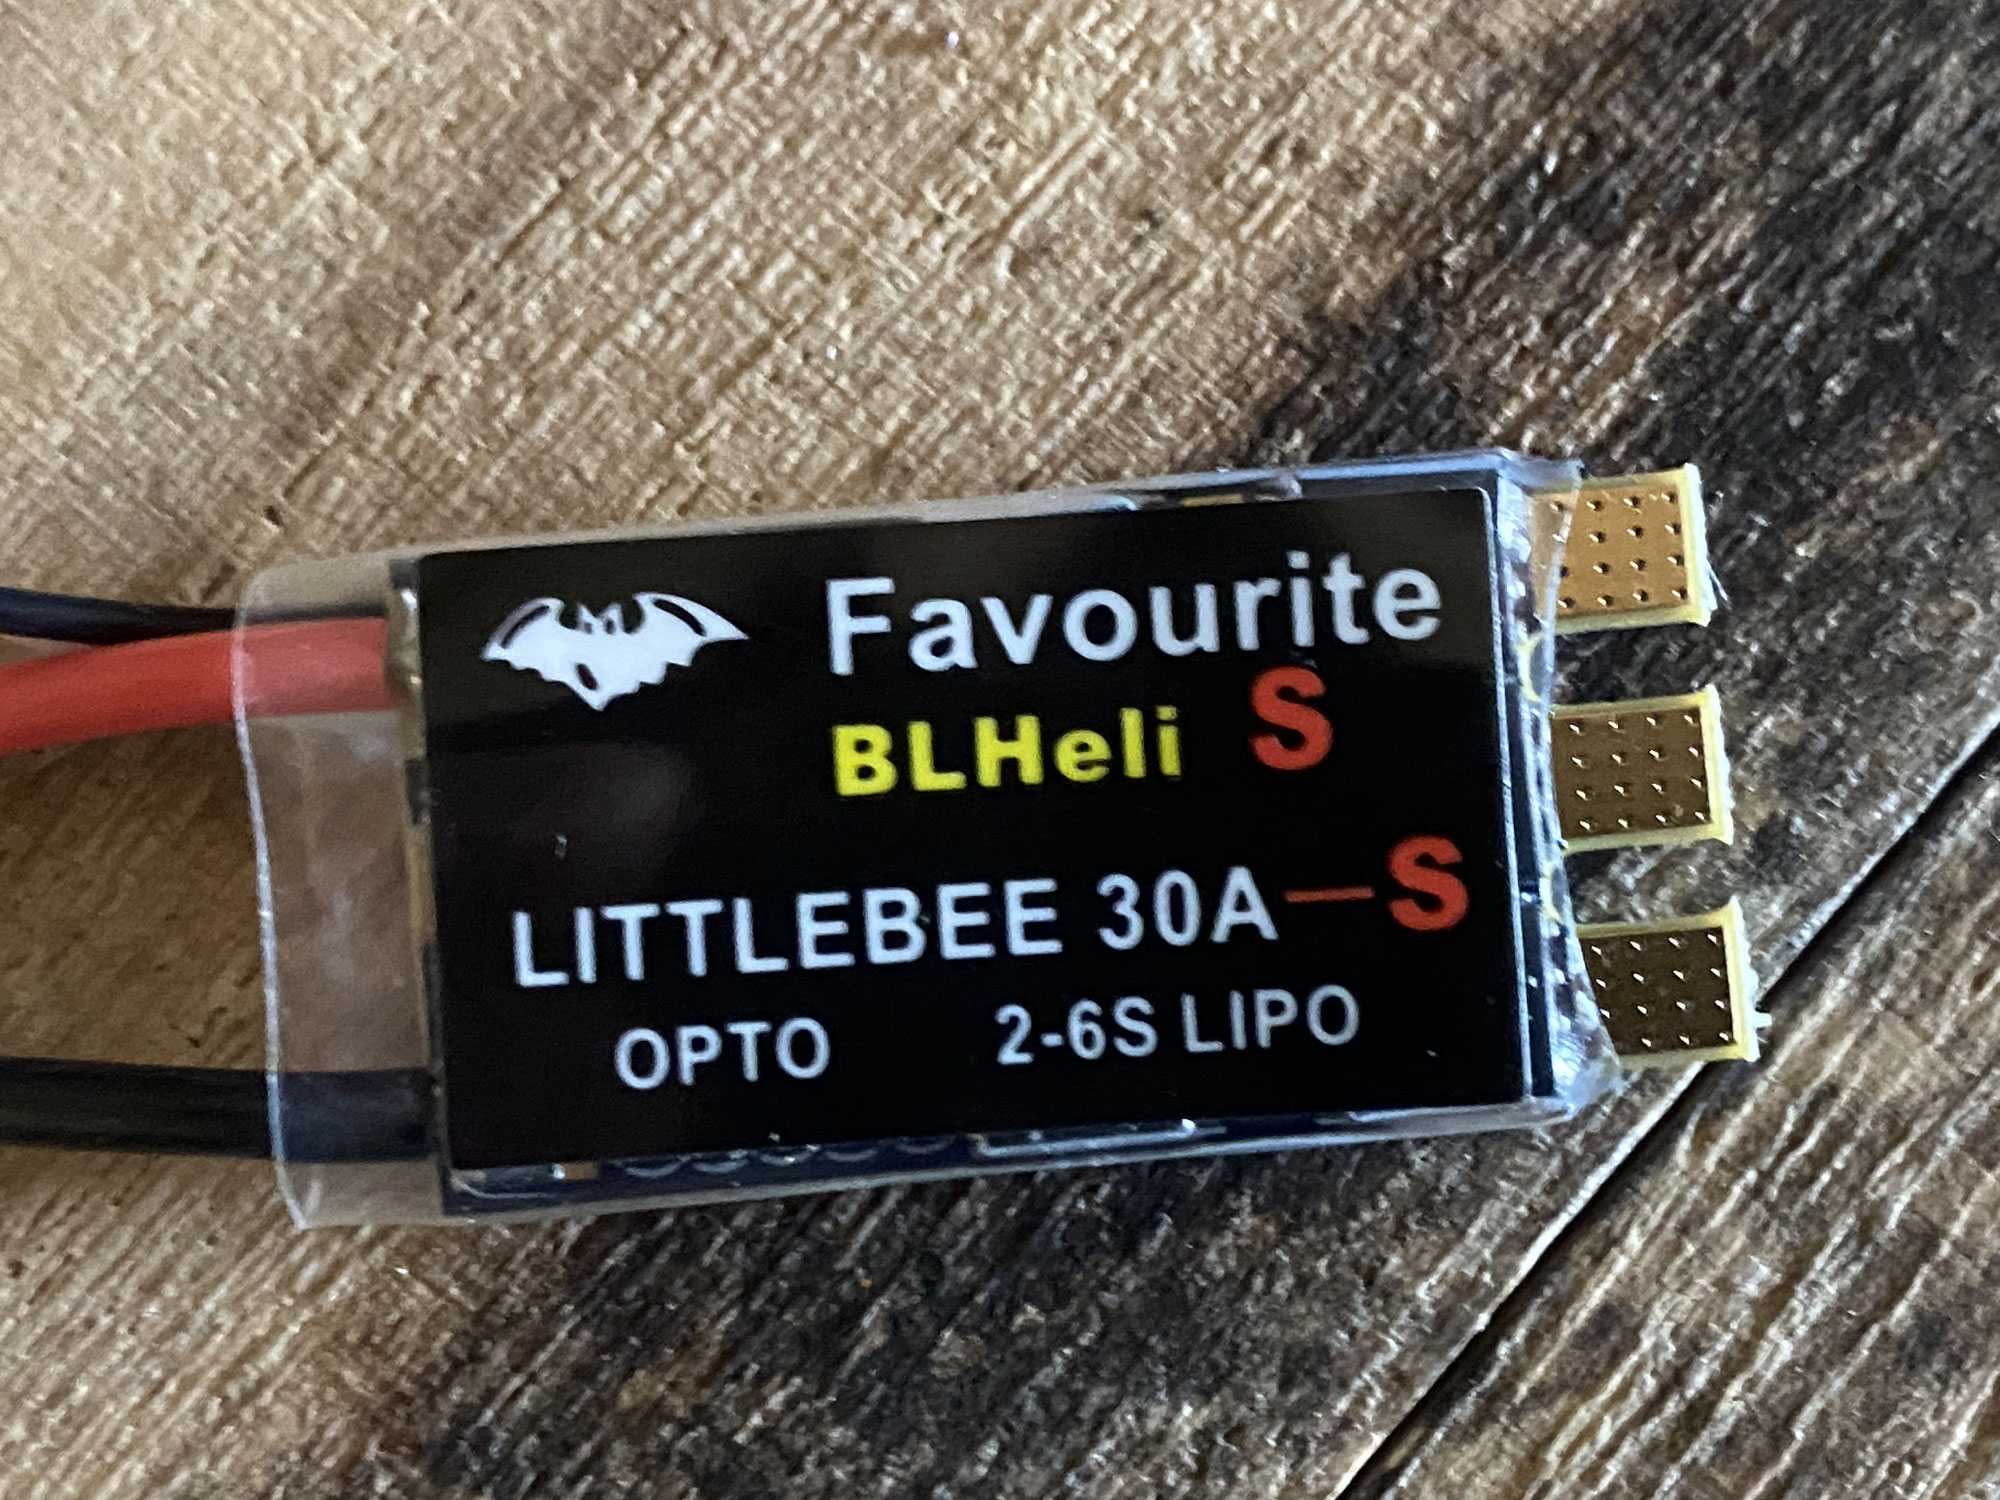 Favourite
BLHeli S
LITTLEBEE 30A—S
OPTO 2-6S LIPO